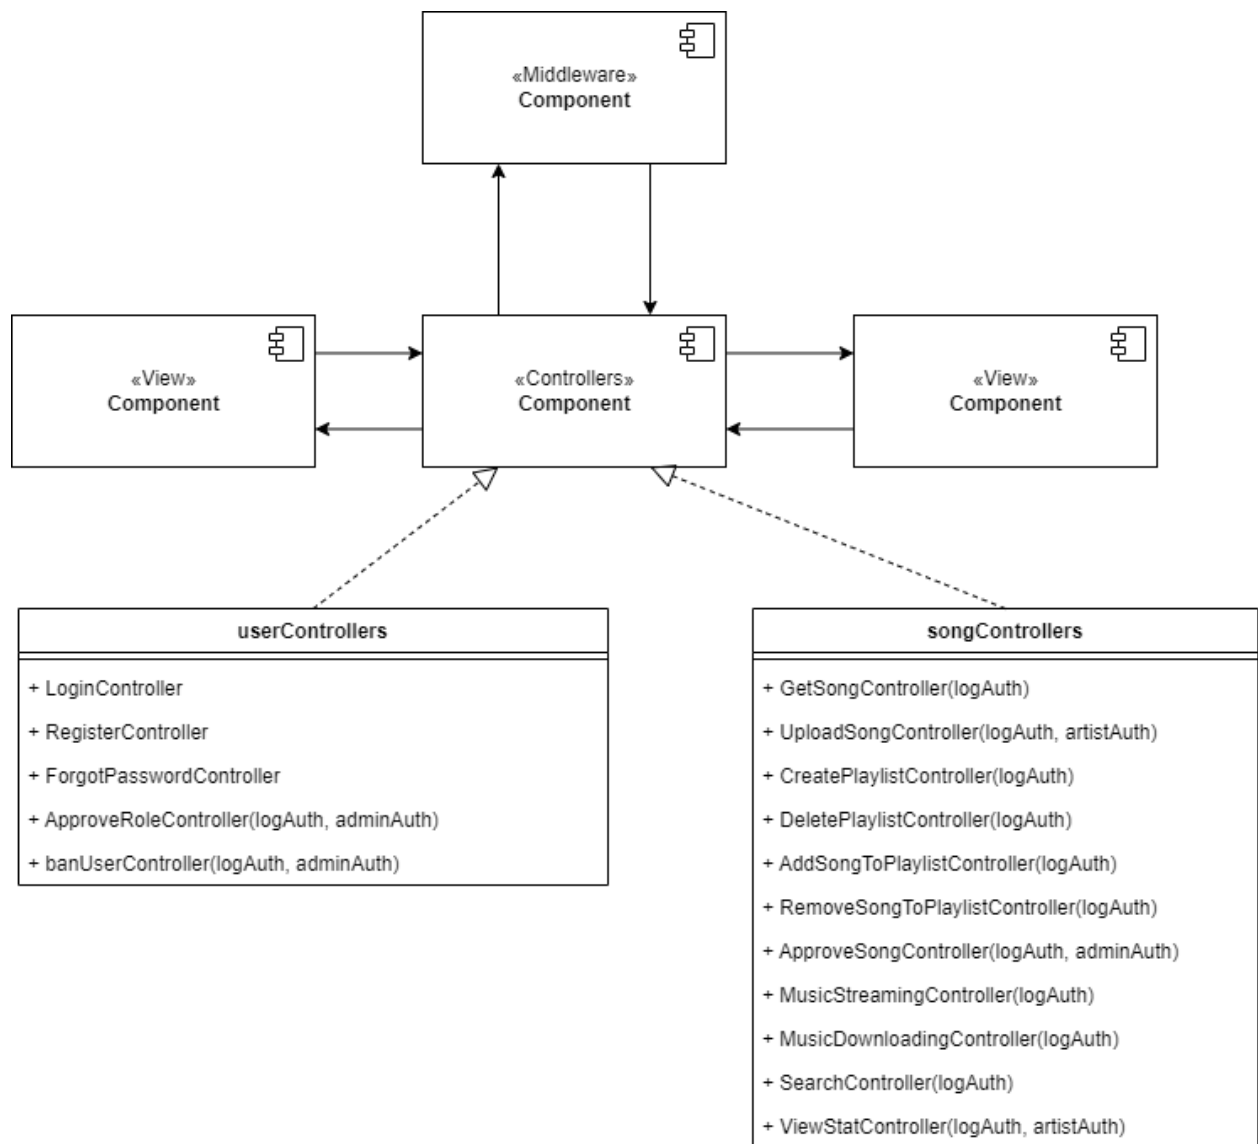 «Middleware»
Component
«View»
Component
«Controllers»
Component
«View»
Component
userControllers
+ LoginController
+ RegisterController
+ ForgotPasswordController
+ ApproveRoleController(logAuth, adminAuth)
+ banUserController(logAuth, adminAuth)
songControllers
+ GetSongController(logAuth)
+ UploadSongController(logAuth, artistAuth)
+ CreatePlaylistController(logAuth)
+ DeletePlaylistController(logAuth)
+ AddSongToPlaylistController(logAuth)
+ RemoveSongToPlaylistController(logAuth)
+ ApproveSongController(logAuth, adminAuth)
+ MusicStreamingController(logAuth)
+ MusicDownloadingController(logAuth)
+ SearchController(logAuth)
+ ViewStatController(logAuth, artistAuth)